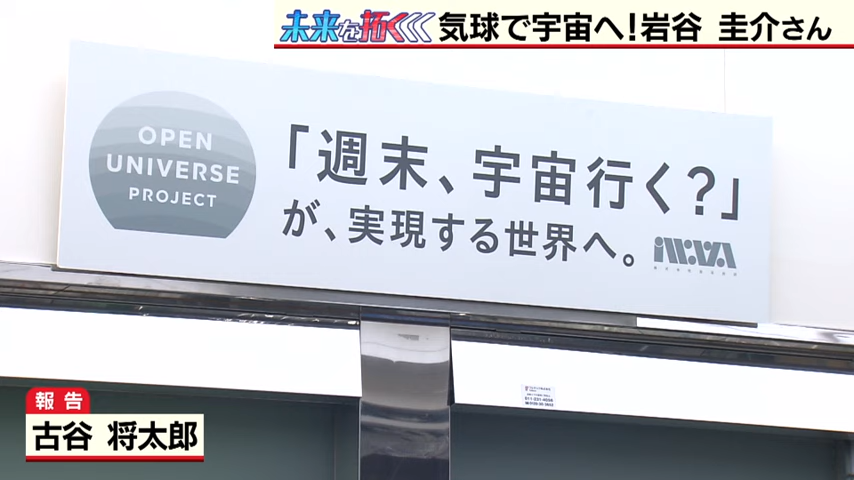 未来を拓く
気球で宇宙へ!岩谷 圭介さん
OPEN
UNIVERSE
PROJECT
「週末、宇宙行く?」
が、実現する世界へ。
iWAYA
報告
古谷 将太郎